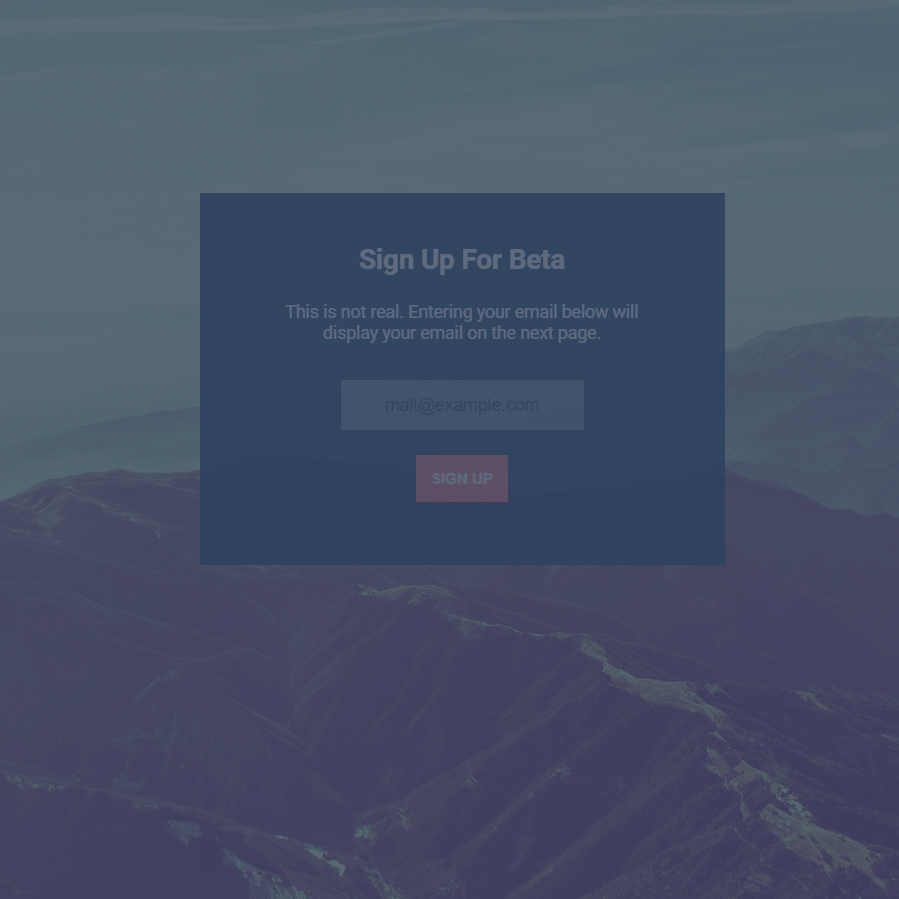 Sign Up For Beta
This is not real. Entering your email below will
display your email on the next page.
mail@example.com
SIGN UP